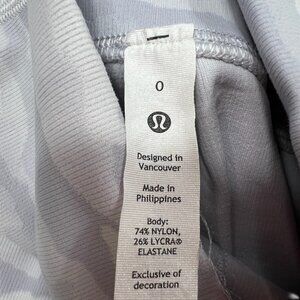 0
Designed in
Vancouver
Made in
Philippines
Body:
74% NYLON,
26% LYCRA®
ELASTANE
Exclusive of
decoration